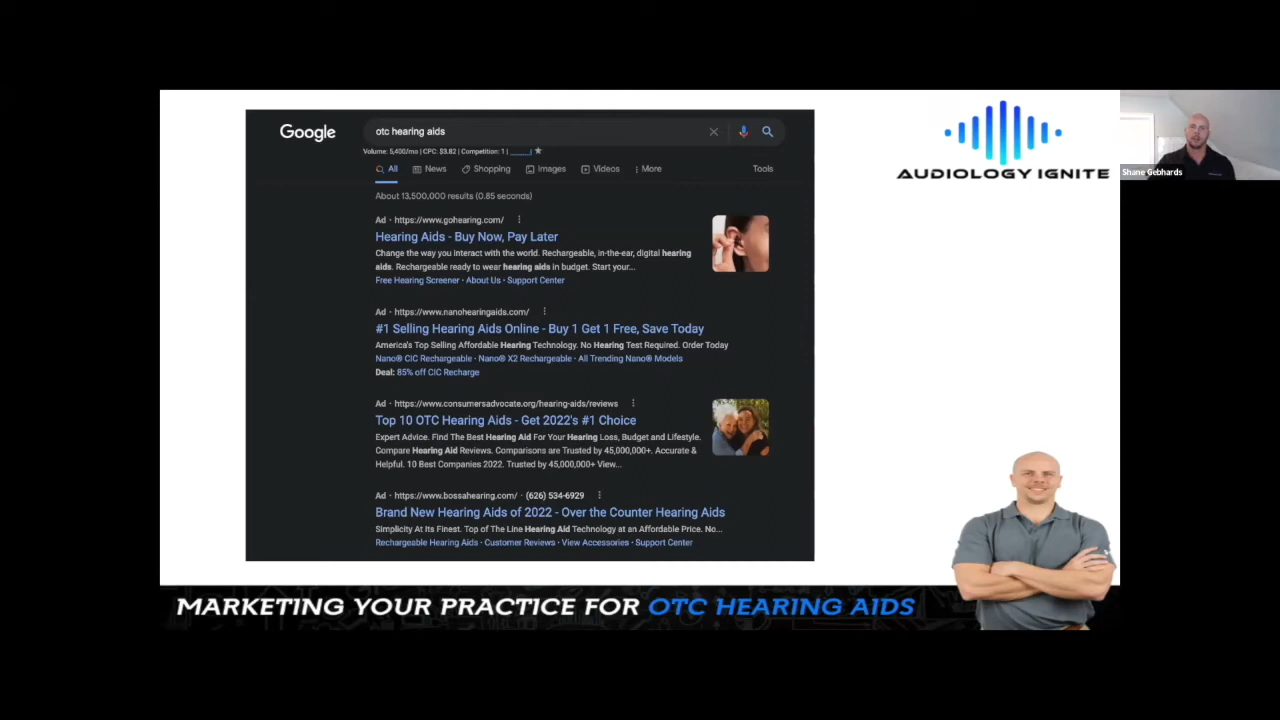 Google
otc hearing aids
Volume: 5,400/mo | CPC: $3.82 | Competition: 1 |
All News Shopping Images Videos More Tools
About 13,500,000 results (0.85 seconds)
Ad · https://www.gohearing.com/
Hearing Aids - Buy Now, Pay Later
Change the way you interact with the world. Rechargeable, in-the-ear, digital hearing
aids. Rechargeable ready to wear hearing aids in budget. Start your...
Free Hearing Screener · About Us · Support Center
Ad · https://www.nanohearingaids.com/
#1 Selling Hearing Aids Online - Buy 1 Get 1 Free, Save Today
America's Top Selling Affordable Hearing Technology. No Hearing Test Required. Order Today
Nano® CIC Rechargeable · Nano® X2 Rechargeable · All Trending Nano® Models
Deal: 85% off CIC Recharge
Ad · https://www.consumersadvocate.org/hearing-aids/reviews
Top 10 OTC Hearing Aids - Get 2022's #1 Choice
Expert Advice. Find The Best Hearing Aid For Your Hearing Loss, Budget and Lifestyle.
Compare Hearing Aid Reviews. Comparisons are Trusted by 45,000,000+. Accurate &
Helpful. 10 Best Companies 2022. Trusted by 45,000,000+ View...
Ad · https://www.bossahearing.com/ · (626) 534-6929
Brand New Hearing Aids of 2022 - Over the Counter Hearing Aids
Simplicity At Its Finest. Top of The Line Hearing Aid Technology at an Affordable Price. No...
Rechargeable Hearing Aids · Customer Reviews · View Accessories · Support Center
AUDIOLOGY IGNITE
Shane Gebhards
MARKETING YOUR PRACTICE FOR OTC HEARING AIDS